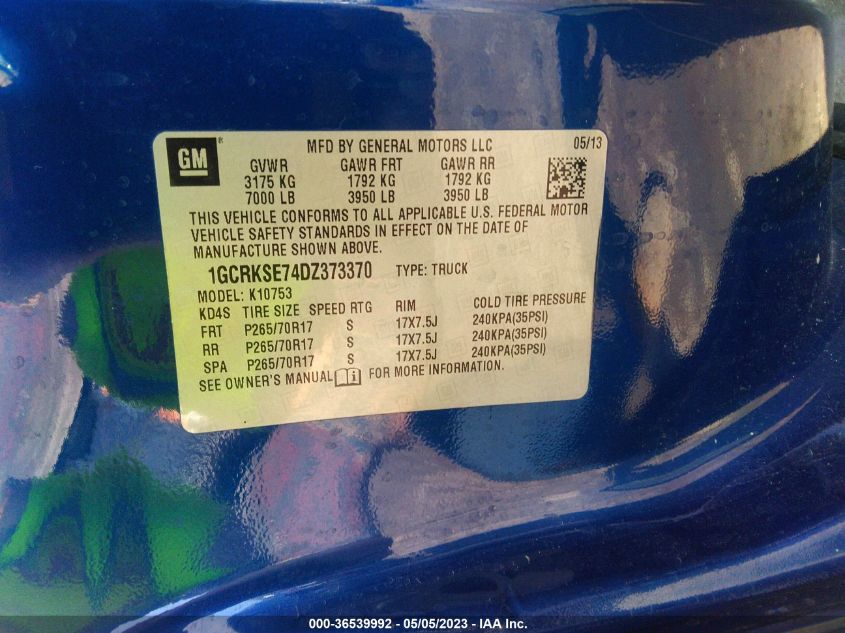 GM
MFD BY GENERAL MOTORS LLC 05/13
GVWR GAWR FRT GAWR RR
3175 KG 1792 KG 1792 KG
7000 LB 3950 LB 3950 LB
THIS VEHICLE CONFORMS TO ALL APPLICABLE U.S. FEDERAL MOTOR
VEHICLE SAFETY STANDARDS IN EFFECT ON THE DATE OF
MANUFACTURE SHOWN ABOVE.
1GCRKSE74DZ373370 TYPE: TRUCK
MODEL: K10753
KD4S TIRE SIZE SPEED RTG RIM COLD TIRE PRESSURE
FRT P265/70R17 S 17X7.5J 240KPA(35PSI)
RR P265/70R17 S 17X7.5J 240KPA(35PSI)
SPA P265/70R17 S 17X7.5J 240KPA(35PSI)
SEE OWNER'S MANUAL FOR MORE INFORMATION.
000-36539992 - 05/05/2023 - IAA Inc.